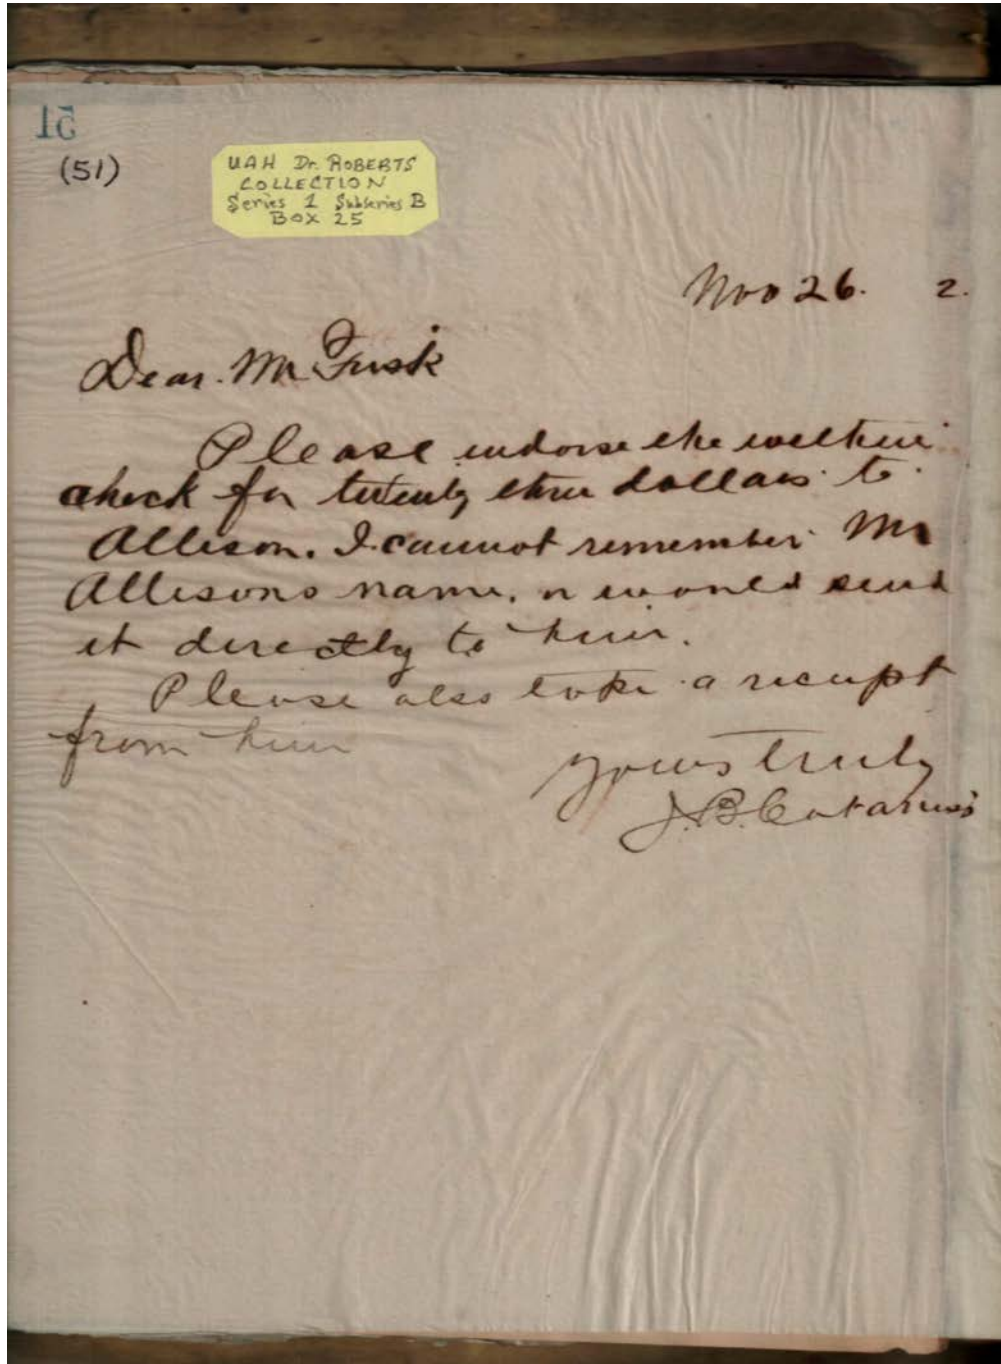 51
(51)
UAH Dr. ROBERTS
COLLECTION
Series 1 Subseries B
BOX 25
Nov 26. 2.
Dear. Mr Fusk
Please endorse the within
check for twenty three dollars to
Allison. I cannot remember Mr
Allisons name, or would send
it directly to him.
Please also take a receipt
from him
Yours truly
J. B.